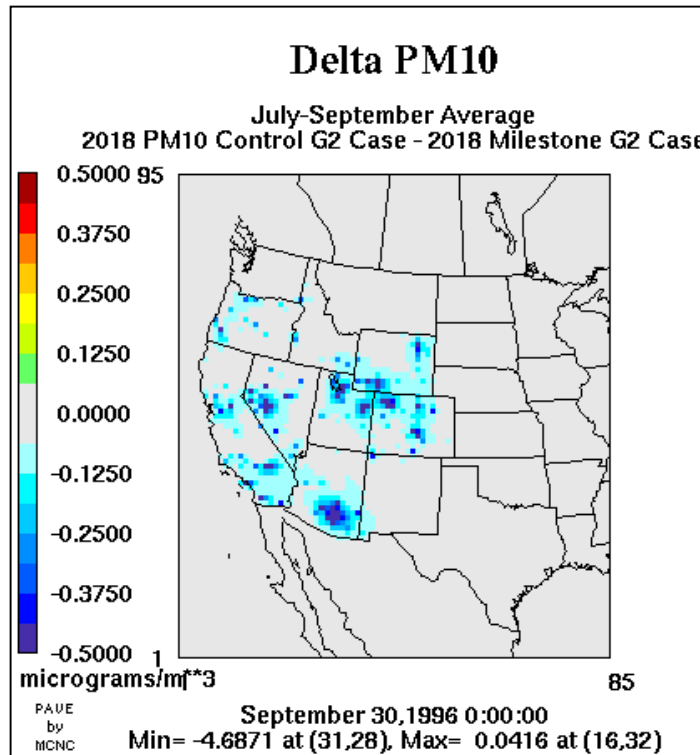 Delta PM10
July-September Average
2018 PM10 Control G2 Case - 2018 Milestone G2 Case
0.5000
95
0.3750
0.2500
0.1250
0.0000
-0.1250
-0.2500
-0.3750
-0.5000
1
micrograms/m**3
1
85
PAVE
by
MCNC
September 30,1996 0:00:00
Min= -4.6871 at (31,28), Max= 0.0416 at (16,32)